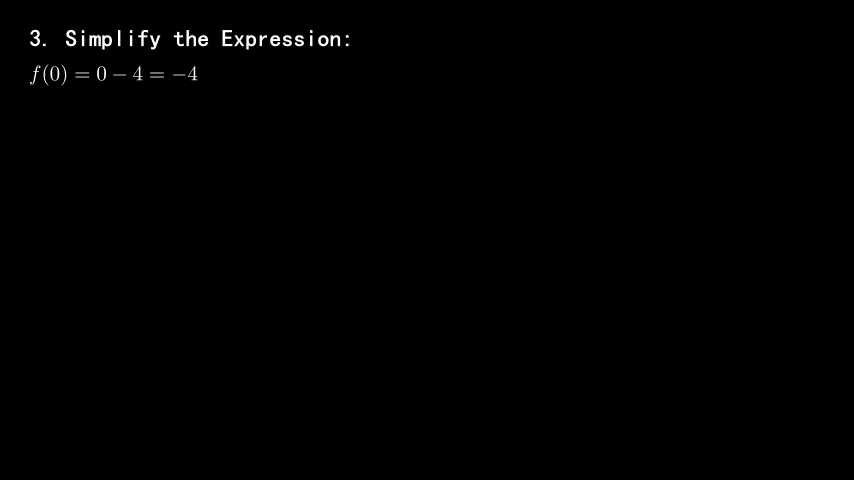 3. Simplify the Expression:
f(0) = 0 − 4 = −4